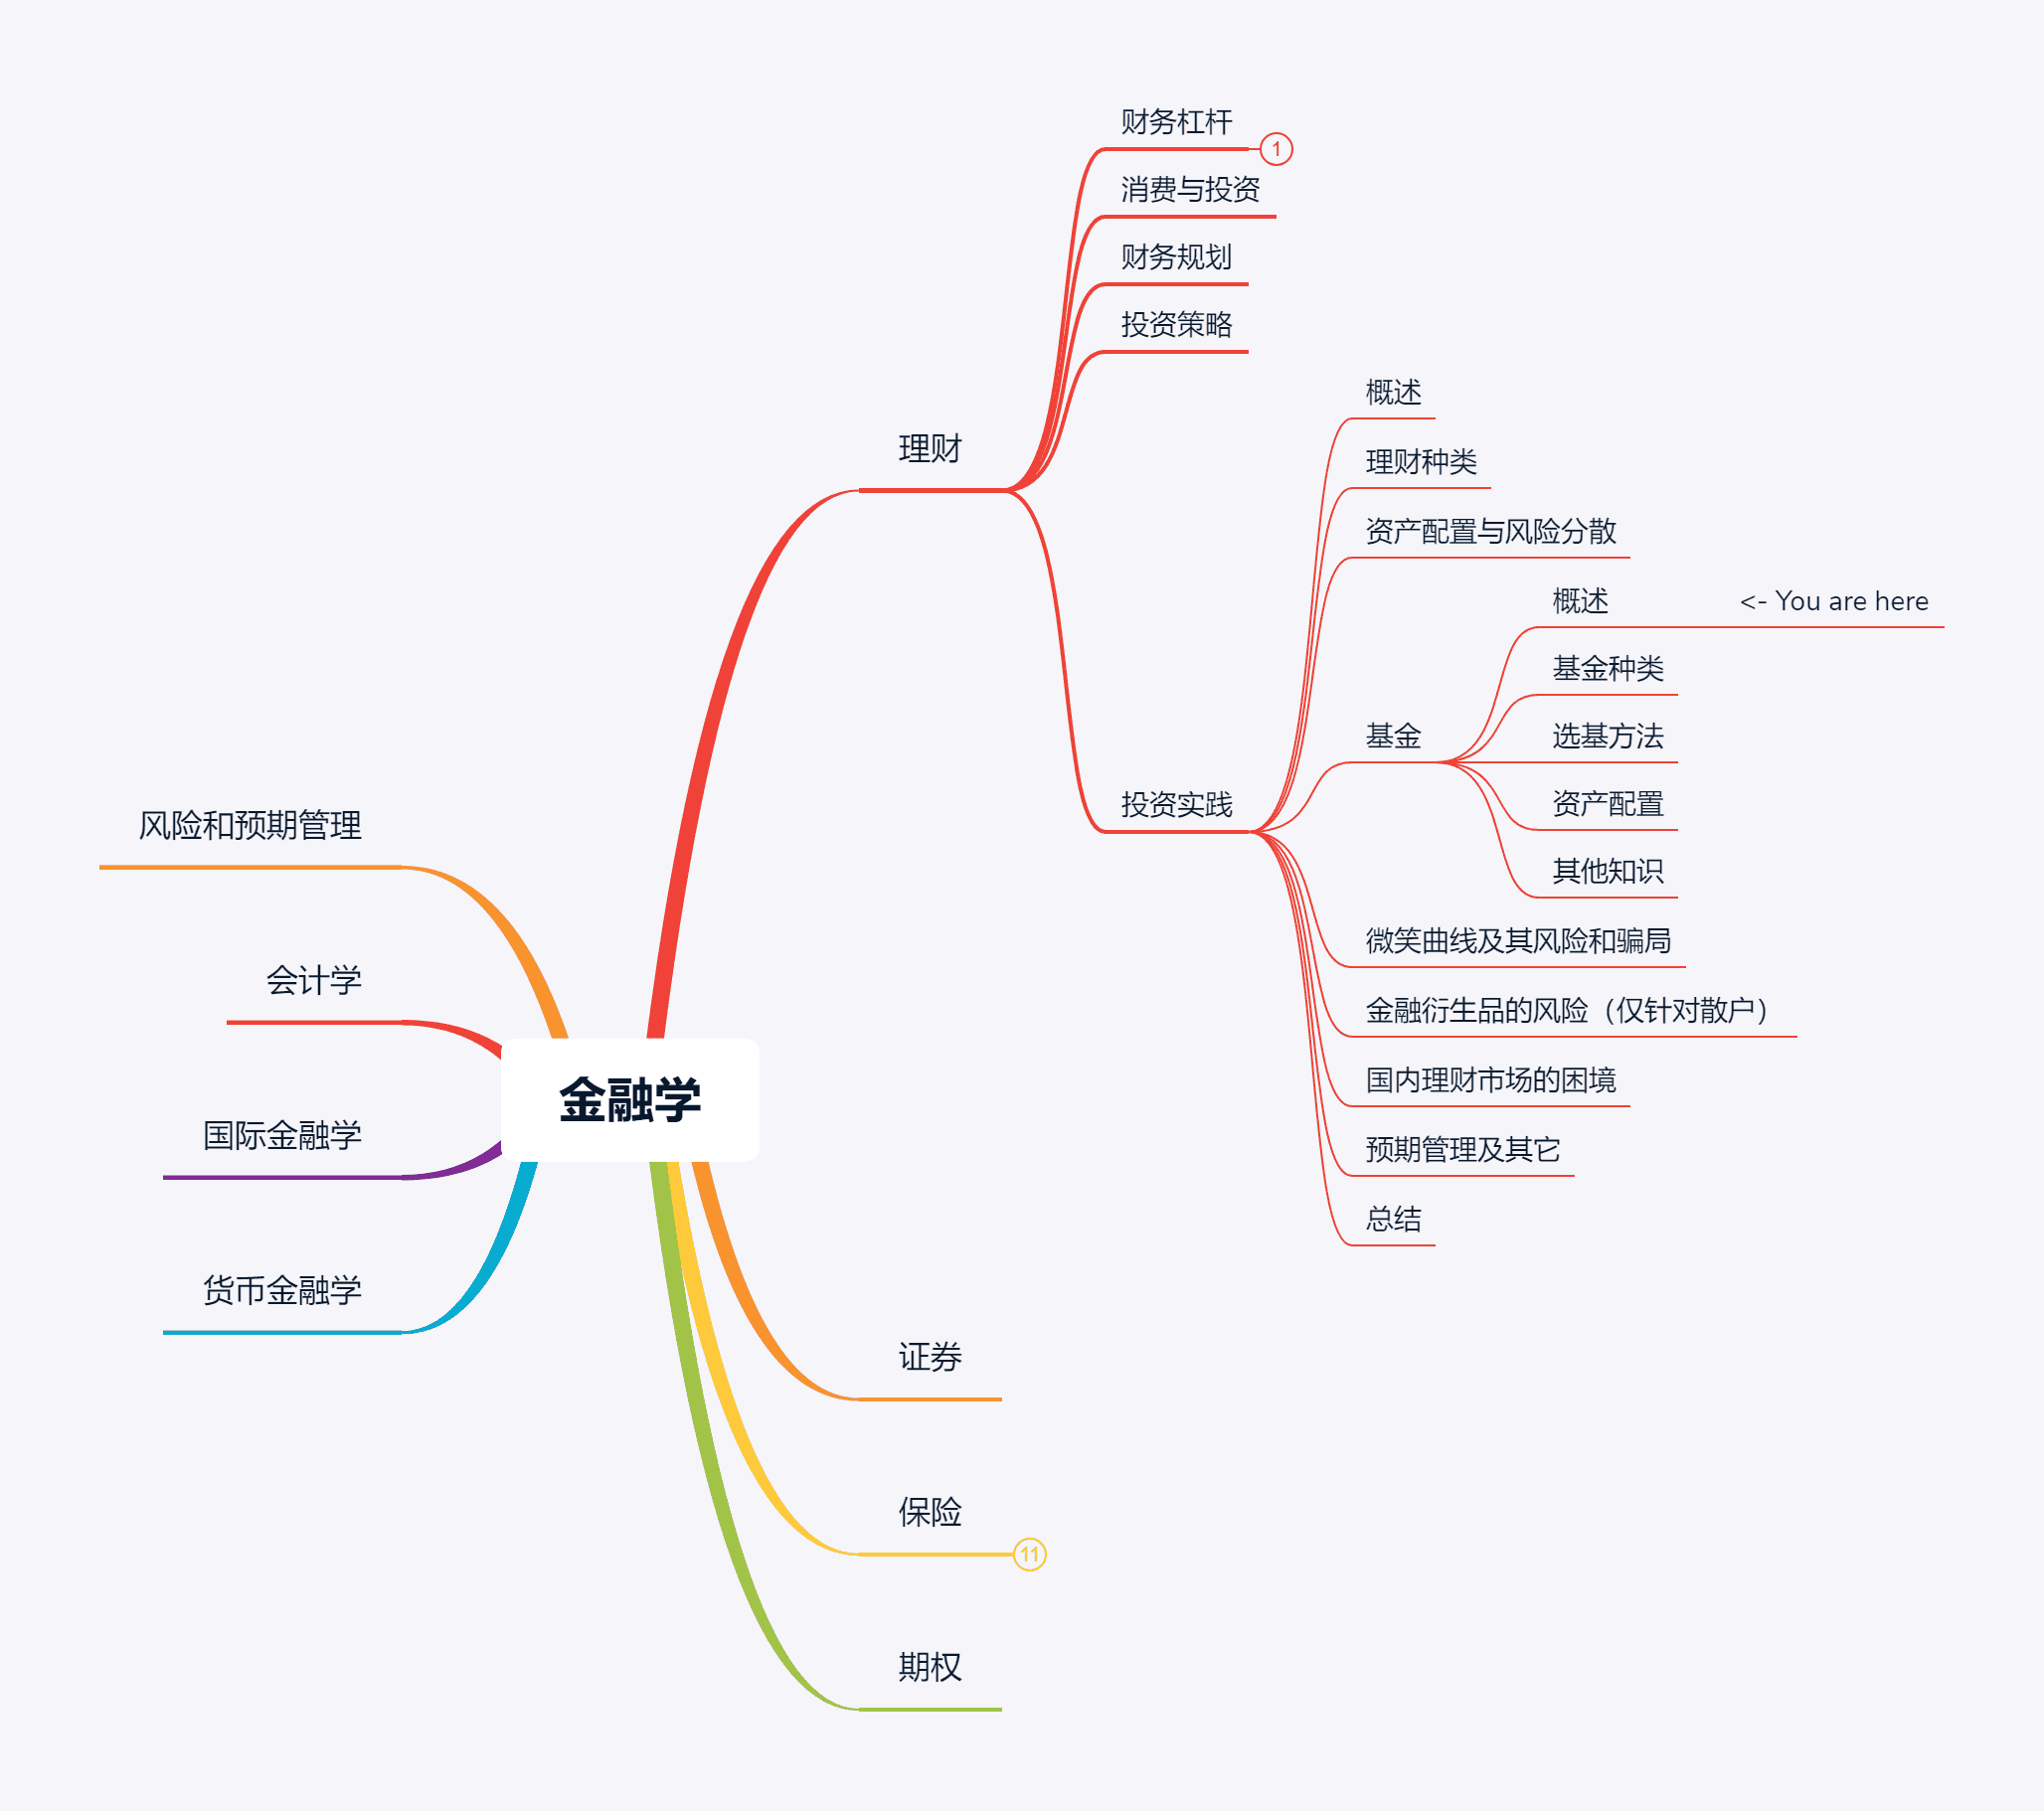 财务杠杆
1
消费与投资
财务规划
投资策略
概述
理财
理财种类
资产配置与风险分散
概述 <- You are here
基金种类
基金
选基方法
投资实践
资产配置
风险和预期管理
其他知识
微笑曲线及其风险和骗局
会计学
金融衍生品的风险（仅针对散户）
国内理财市场的困境
金融学
国际金融学
预期管理及其它
总结
货币金融学
证券
保险
11
期权